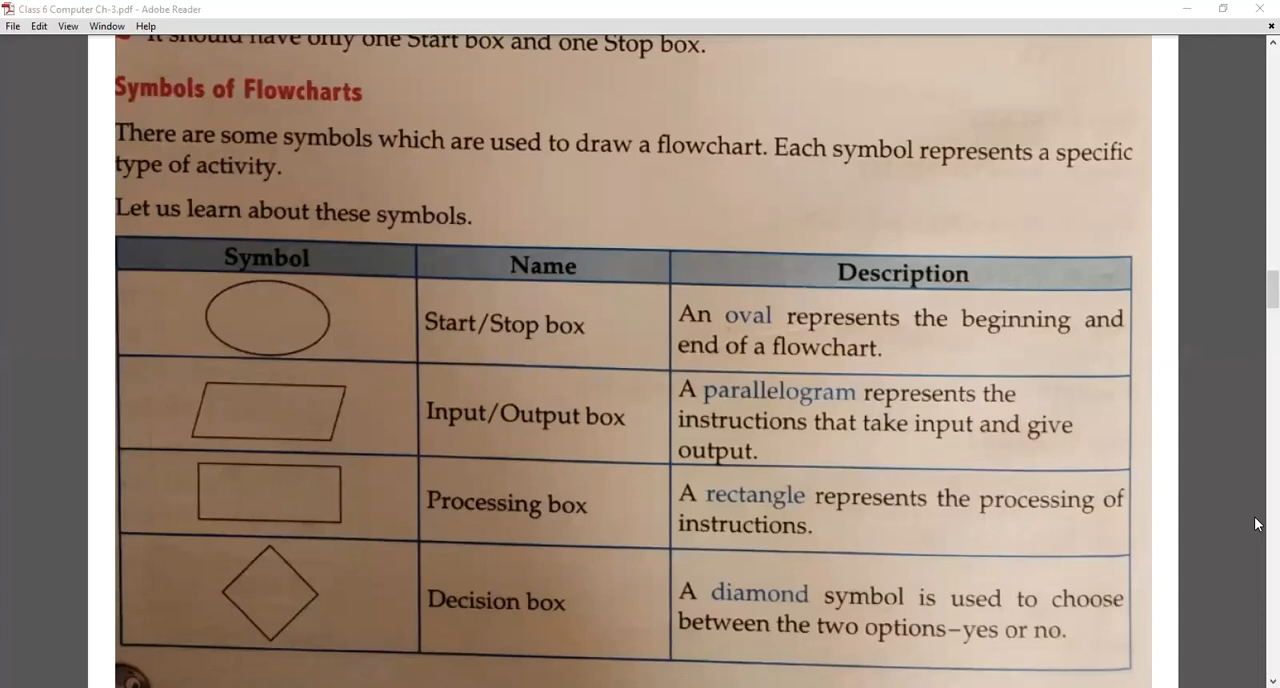 Class 6 Computer Ch-3.pdf - Adobe Reader
File Edit View Window Help
It should have only one Start box and one Stop box.
Symbols of Flowcharts
There are some symbols which are used to draw a flowchart. Each symbol represents a specific
type of activity.
Let us learn about these symbols.
Symbol Name Description
Start/Stop box
An oval represents the beginning and
end of a flowchart.
Input/Output box
A parallelogram represents the
instructions that take input and give
output.
Processing box
A rectangle represents the processing of
instructions.
Decision box
A diamond symbol is used to choose
between the two options–yes or no.